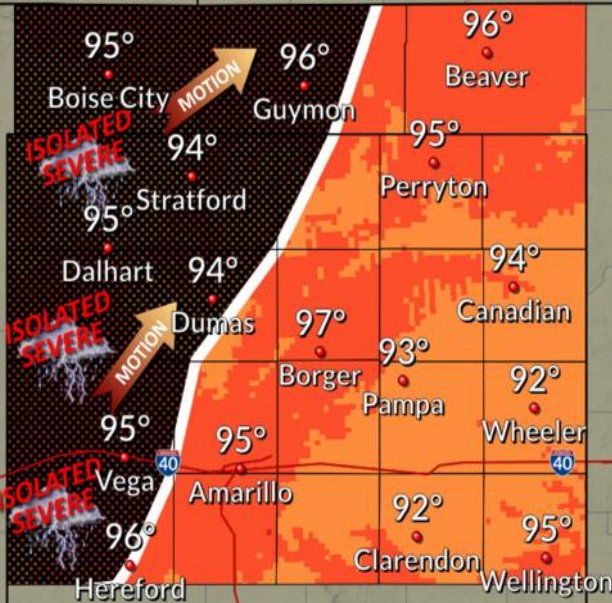 95°
Boise City
MOTION
96°
Guymon
96°
Beaver
ISOLATED
SEVERE
94°
Stratford
95°
Perryton
95°
Dalhart
94°
Dumas
94°
Canadian
ISOLATED
SEVERE
MOTION
97°
Borger
93°
Pampa
92°
Wheeler
95°
Vega
40
95°
Amarillo
40
ISOLATED
SEVERE
96°
Hereford
92°
Clarendon
95°
Wellington